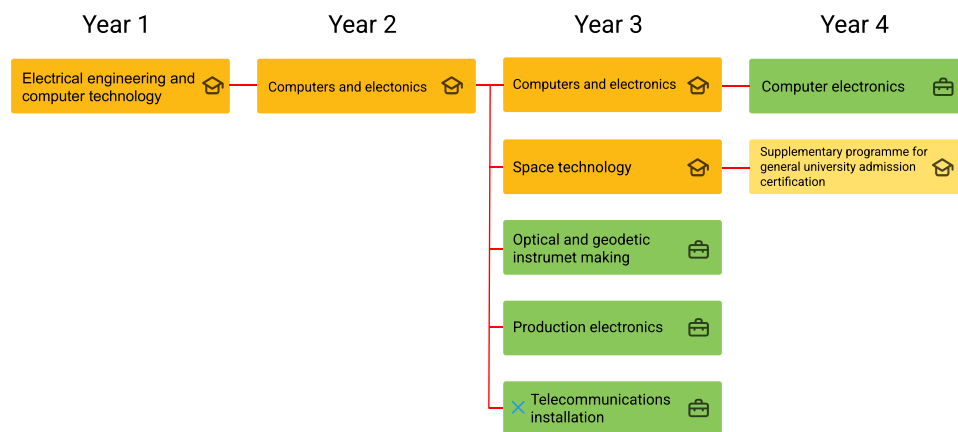 Year 1
Year 2
Year 3
Year 4
Electrical engineering and
computer technology
Computers and electonics
Computers and electronics
Computer electronics
Space technology
Supplementary programme for
general university admission
certification
Optical and geodetic
instrumet making
Production electronics
Telecommunications
installation